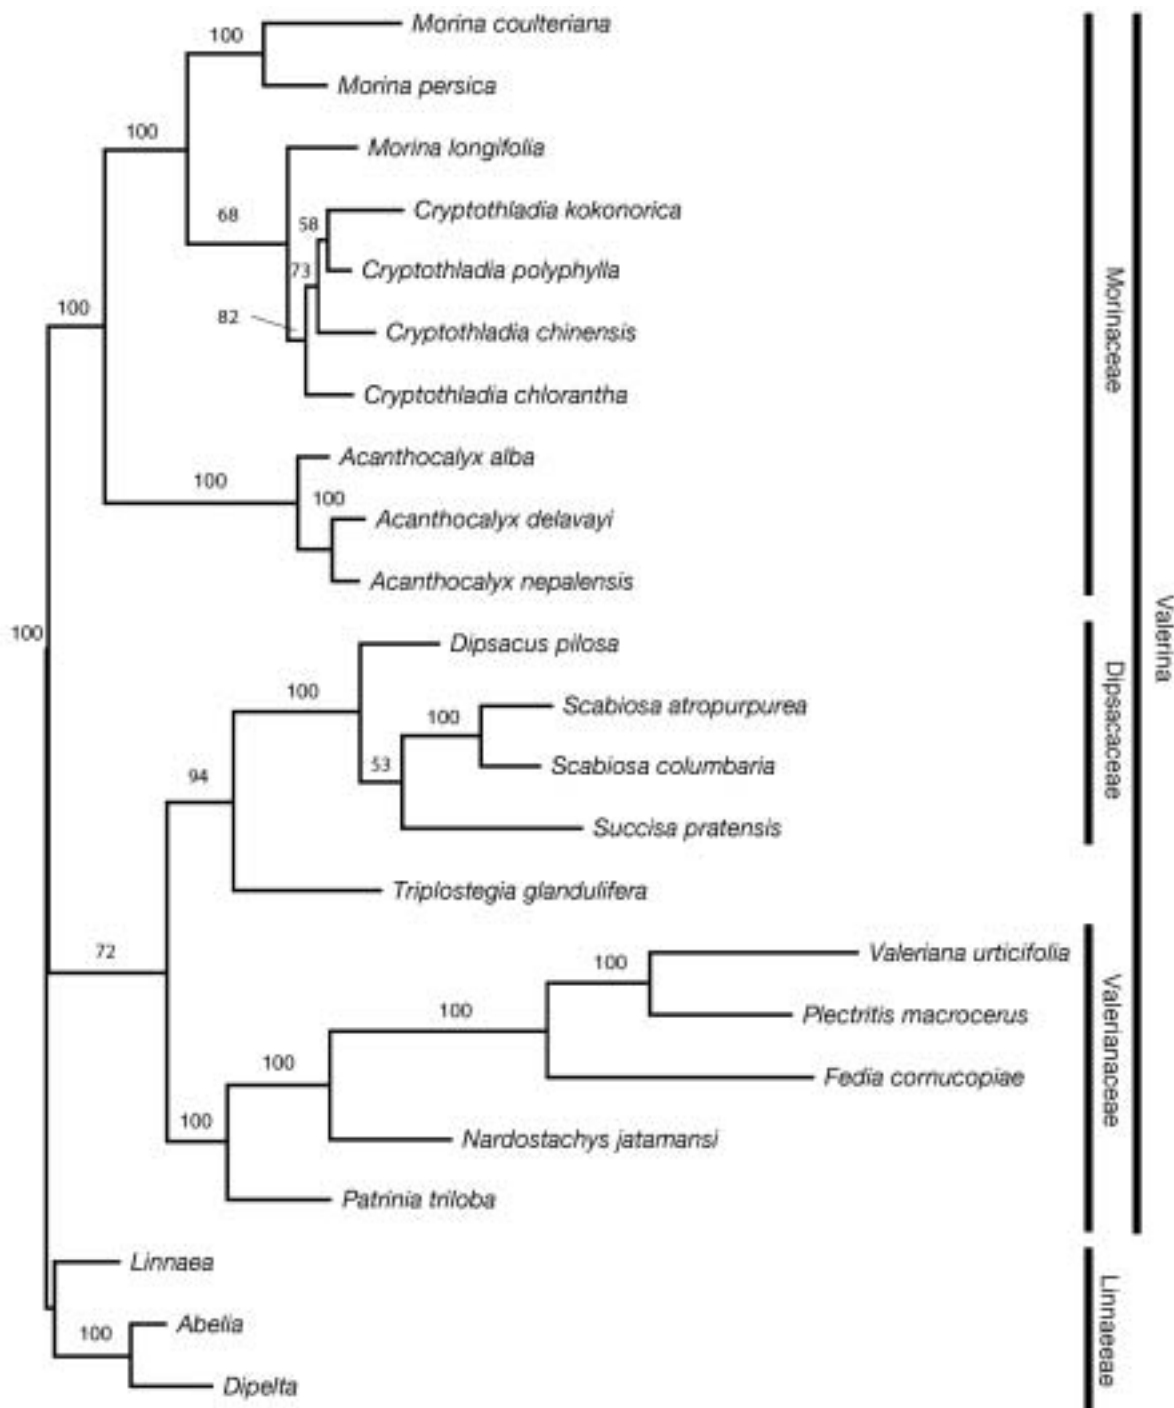 Morina coulteriana
100
Morina persica
100
Morina longifolia
68
Cryptothladia kokonorica
58
Cryptothladia polyphylla
73
82
Cryptothladia chinensis
100
Cryptothladia chlorantha
Acanthocalyx alba
100
100
Acanthocalyx delavayi
Acanthocalyx nepalensis
100
Dipsacus pilosa
100
Scabiosa atropurpurea
100
53
Scabiosa columbaria
94
Succisa pratensis
Triplostegia glandulifera
72
Valeriana urticifolia
100
Plectritis macrocerus
100
Fedia cornucopiae
100
100
Nardostachys jatamansi
Patrinia triloba
Linnaea
Abelia
100
Dipelta
Morinaceae
Dipsacaceae
Valerianaceae
Linnaeeae
Valerina